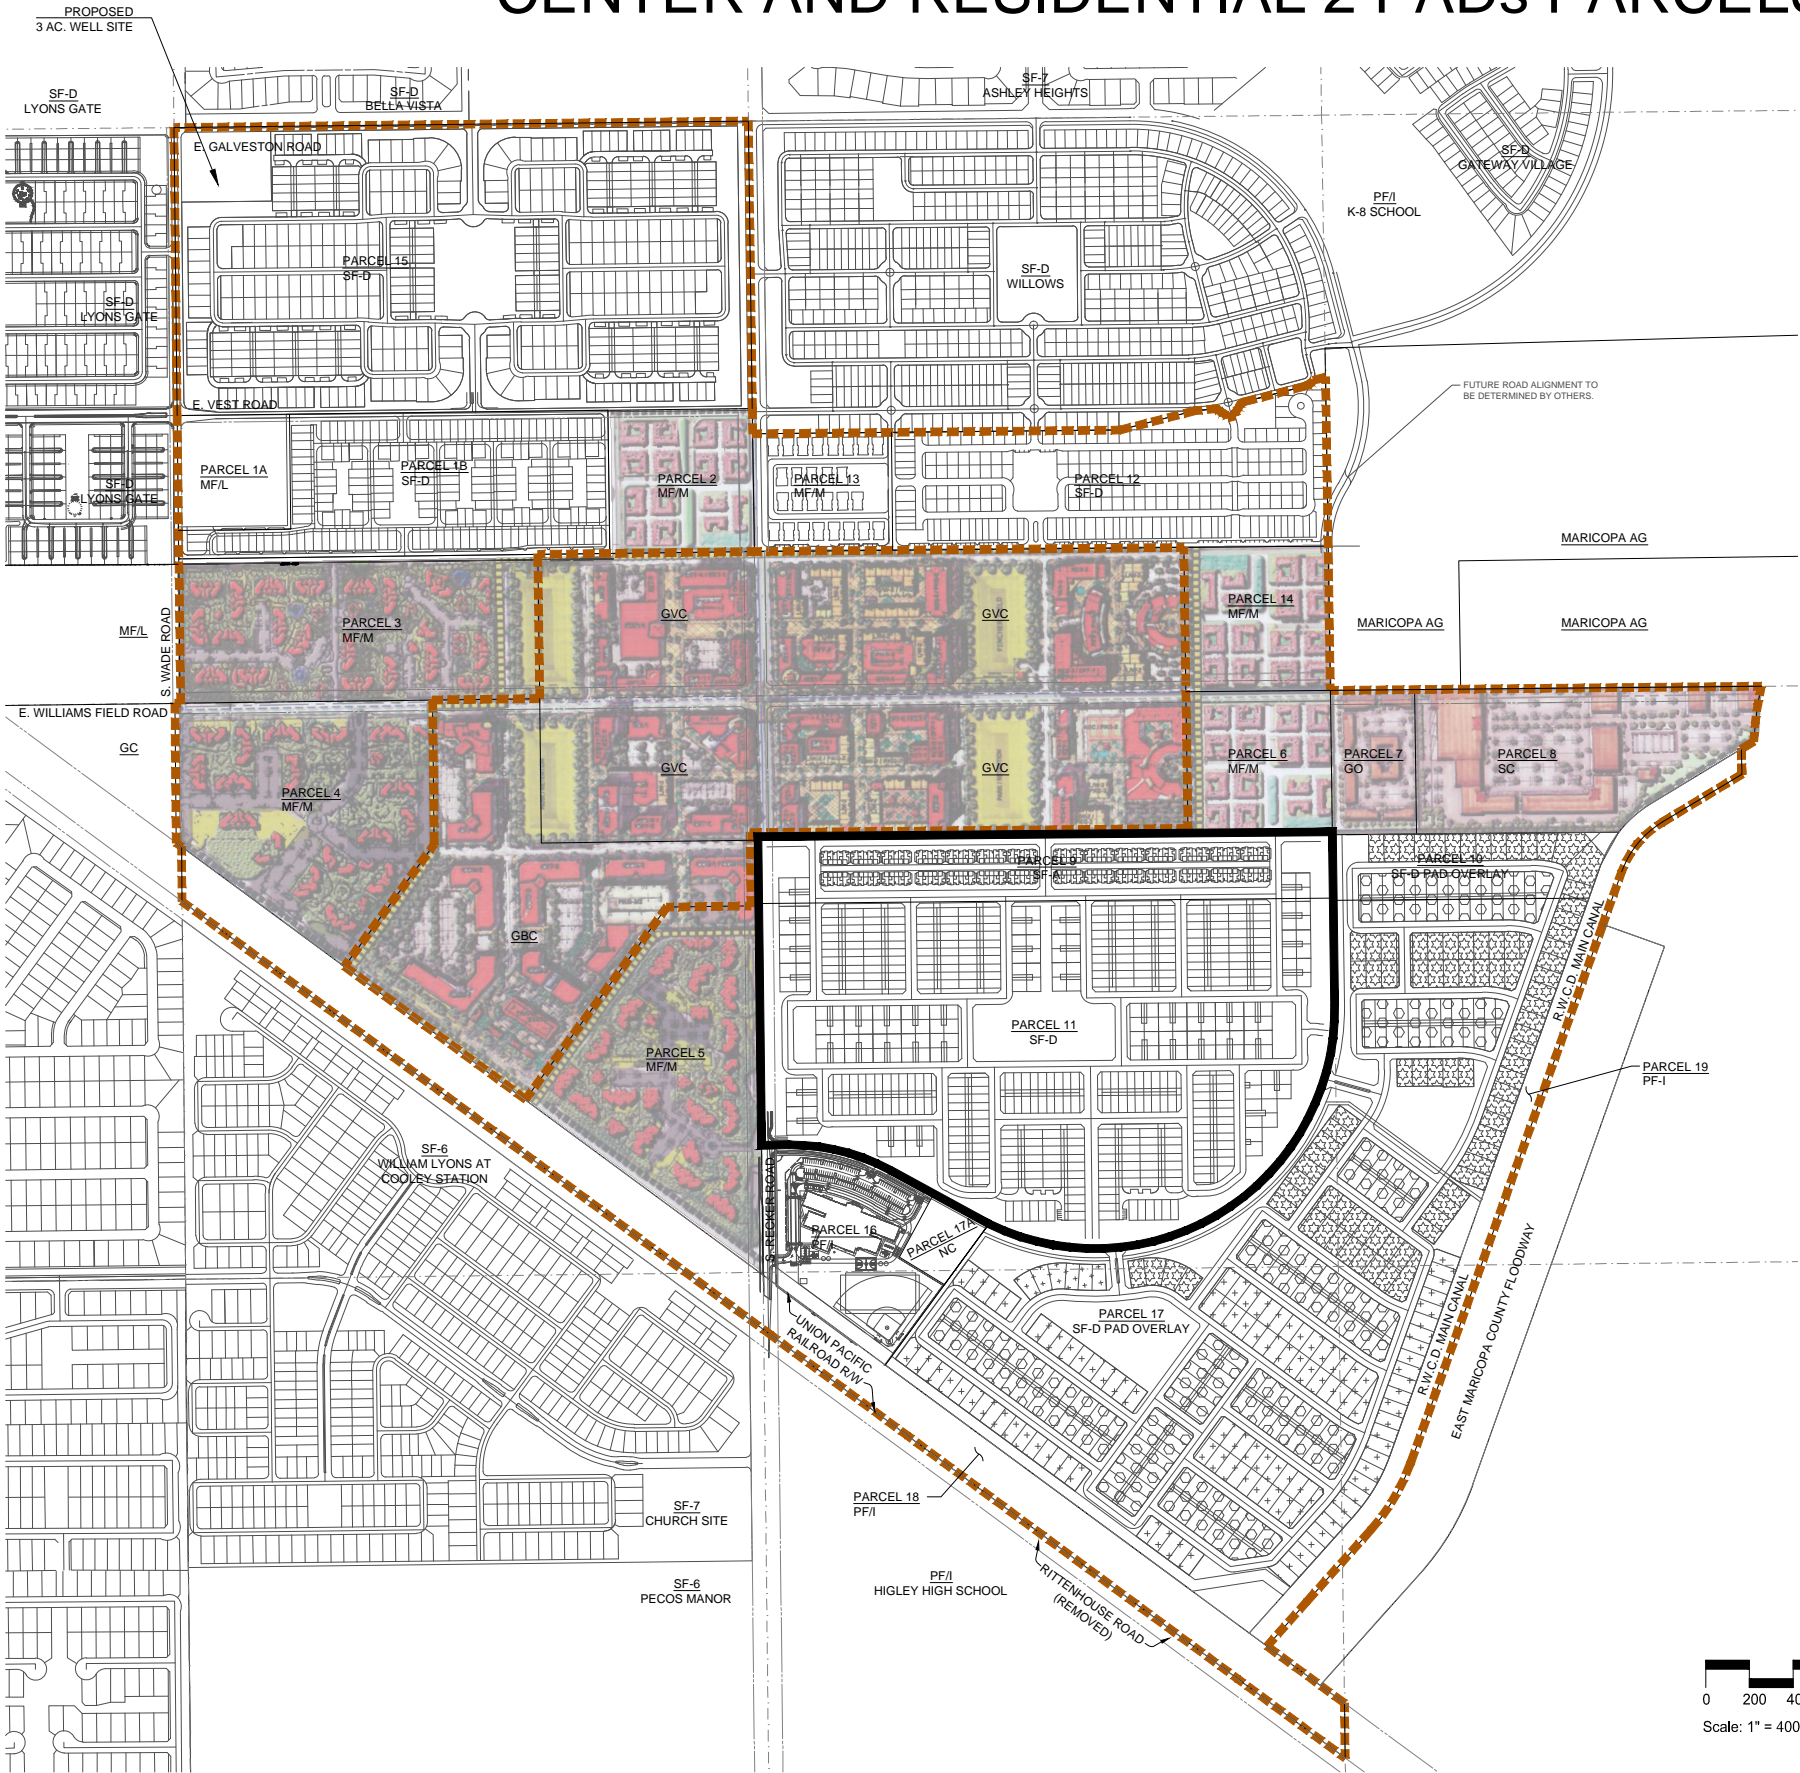 CENTER AND RESIDENTIAL 2 PADs PARCELS
PROPOSED
3 AC. WELL SITE
SF-D
LYONS GATE
SF-D
BELLA VISTA
SF-7
ASHLEY HEIGHTS
SF-D
GATEWAY VILLAGE
E. GALVESTON ROAD
PF/I
K-8 SCHOOL
PARCEL 15
SF-D
SF-D
WILLOWS
SF-D
LYONS GATE
FUTURE ROAD ALIGNMENT TO
BE DETERMINED BY OTHERS.
E. VEST ROAD
PARCEL 1A
MF/L
PARCEL 1B
SF-D
PARCEL 2
MF/M
PARCEL 13
MF/M
PARCEL 12
SF-D
SF-D
LYONS GATE
MARICOPA AG
MF/L
S. WADE ROAD
PARCEL 3
MF/M
GVC
GVC
PARCEL 14
MF/M
MARICOPA AG
MARICOPA AG
E. WILLIAMS FIELD ROAD
GC
PARCEL 4
MF/M
GVC
GVC
PARCEL 6
MF/M
PARCEL 7
GO
PARCEL 8
SC
PARCEL 9
SF-A
PARCEL 10
SF-D PAD OVERLAY
GBC
R.W.C.D. MAIN CANAL
PARCEL 11
SF-D
PARCEL 5
MF/M
PARCEL 19
PF-I
SF-6
WILLIAM LYONS AT
COOLEY STATION
S. RECKER ROAD
PARCEL 16
PF/I
PARCEL 17A
NC
PARCEL 17
SF-D PAD OVERLAY
R.W.C.D. MAIN CANAL
EAST MARICOPA COUNTY FLOODWAY
UNION PACIFIC
RAILROAD R/W
PARCEL 18
PF/I
SF-7
CHURCH SITE
SF-6
PECOS MANOR
PF/I
HIGLEY HIGH SCHOOL
RITTENHOUSE ROAD
(REMOVED)
0 200 40
Scale: 1" = 400